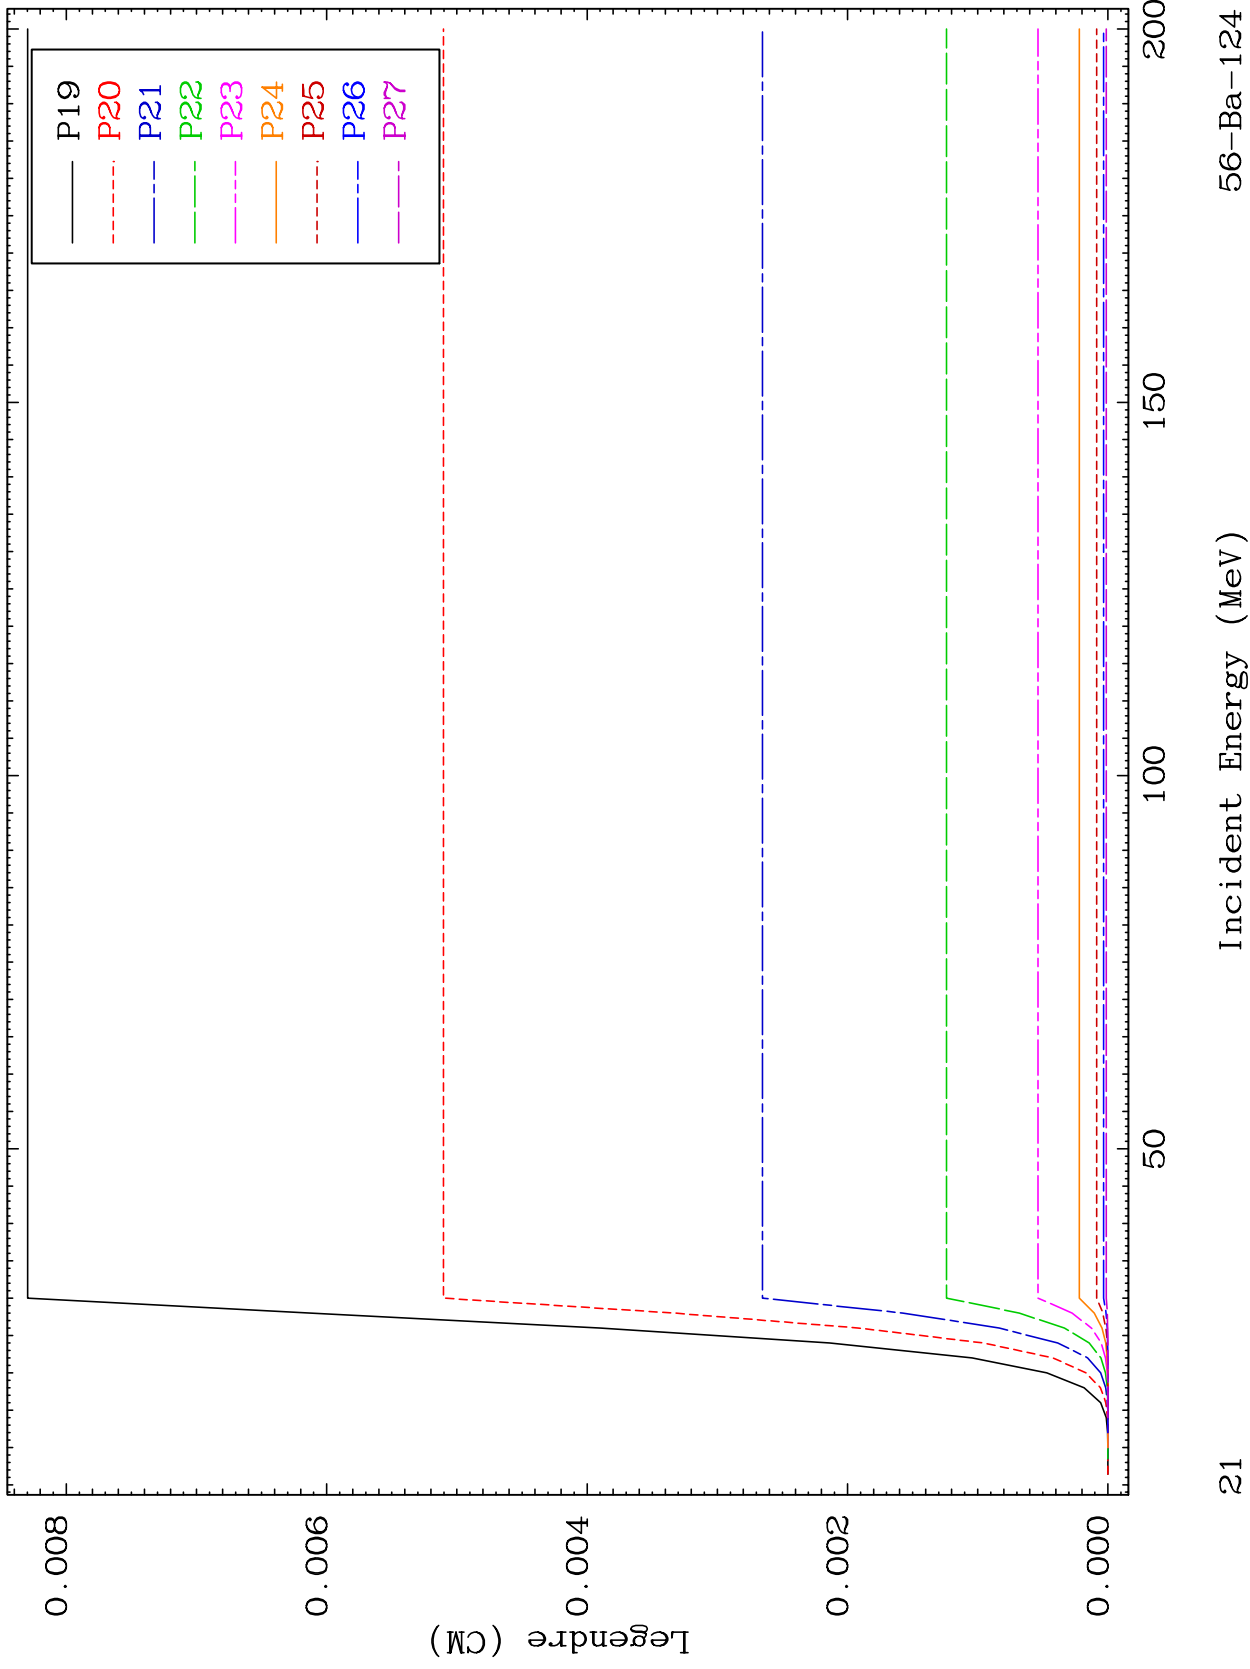 Legendre (CM)
0.008
0.006
0.004
0.002
0.000
P19
P20
P21
P22
P23
P24
P25
P26
P27
50
100
150
200
21
Incident Energy (MeV)
56-Ba-124